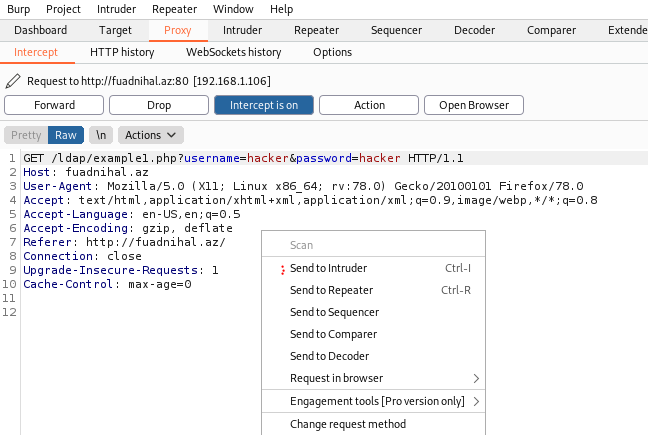 Burp Project Intruder Repeater Window Help
Dashboard Target Proxy Intruder Repeater Sequencer Decoder Comparer Extende
Intercept HTTP history WebSockets history Options
Request to http://fuadnihal.az:80 [192.168.1.106]
Forward Drop Intercept is on Action Open Browser
Pretty Raw \n Actions
1 GET /ldap/example1.php?username=hacker&password=hacker HTTP/1.1
2 Host: fuadnihal.az
3 User-Agent: Mozilla/5.0 (X11; Linux x86_64; rv:78.0) Gecko/20100101 Firefox/78.0
4 Accept: text/html,application/xhtml+xml,application/xml;q=0.9,image/webp,*/*;q=0.8
5 Accept-Language: en-US,en;q=0.5
6 Accept-Encoding: gzip, deflate
7 Referer: http://fuadnihal.az/
8 Connection: close
9 Upgrade-Insecure-Requests: 1
10 Cache-Control: max-age=0
11
12
Scan
Send to Intruder Ctrl-I
Send to Repeater Ctrl-R
Send to Sequencer
Send to Comparer
Send to Decoder
Request in browser
Engagement tools [Pro version only]
Change request method